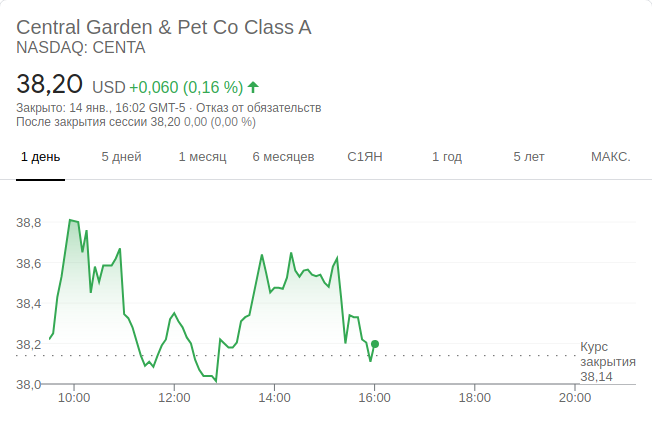 Central Garden & Pet Co Class A
NASDAQ: CENTA
38,20 USD +0,060 (0,16 %)
Закрыто: 14 янв., 16:02 GMT-5 · Отказ от обязательств
После закрытия сессии 38,20 0,00 (0,00 %)
1 день 5 дней 1 месяц 6 месяцев С1ЯН 1 год 5 лет МАКС.
38,8
38,6
38,4
38,2
38,0
Курс
закрытия
38,14
10:00 12:00 14:00 16:00 18:00 20:00